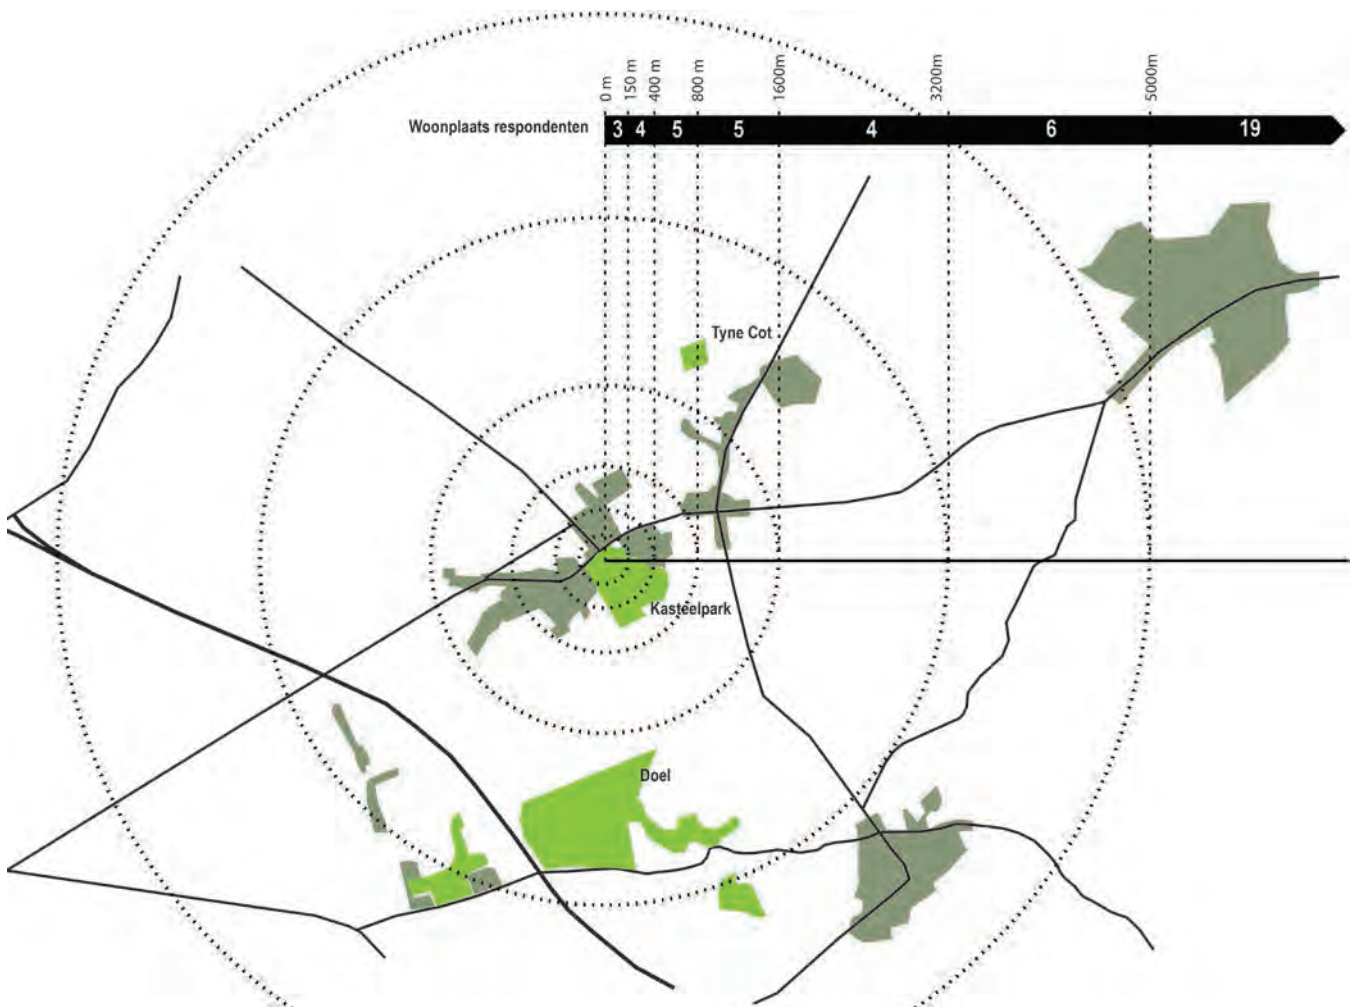 0 m
150 m
400 m
800 m
1600m
3200m
5000m
Woonplaats respondenten
3 4 5 5 4 6 19
Tyne Cot
Kasteelpark
Doel